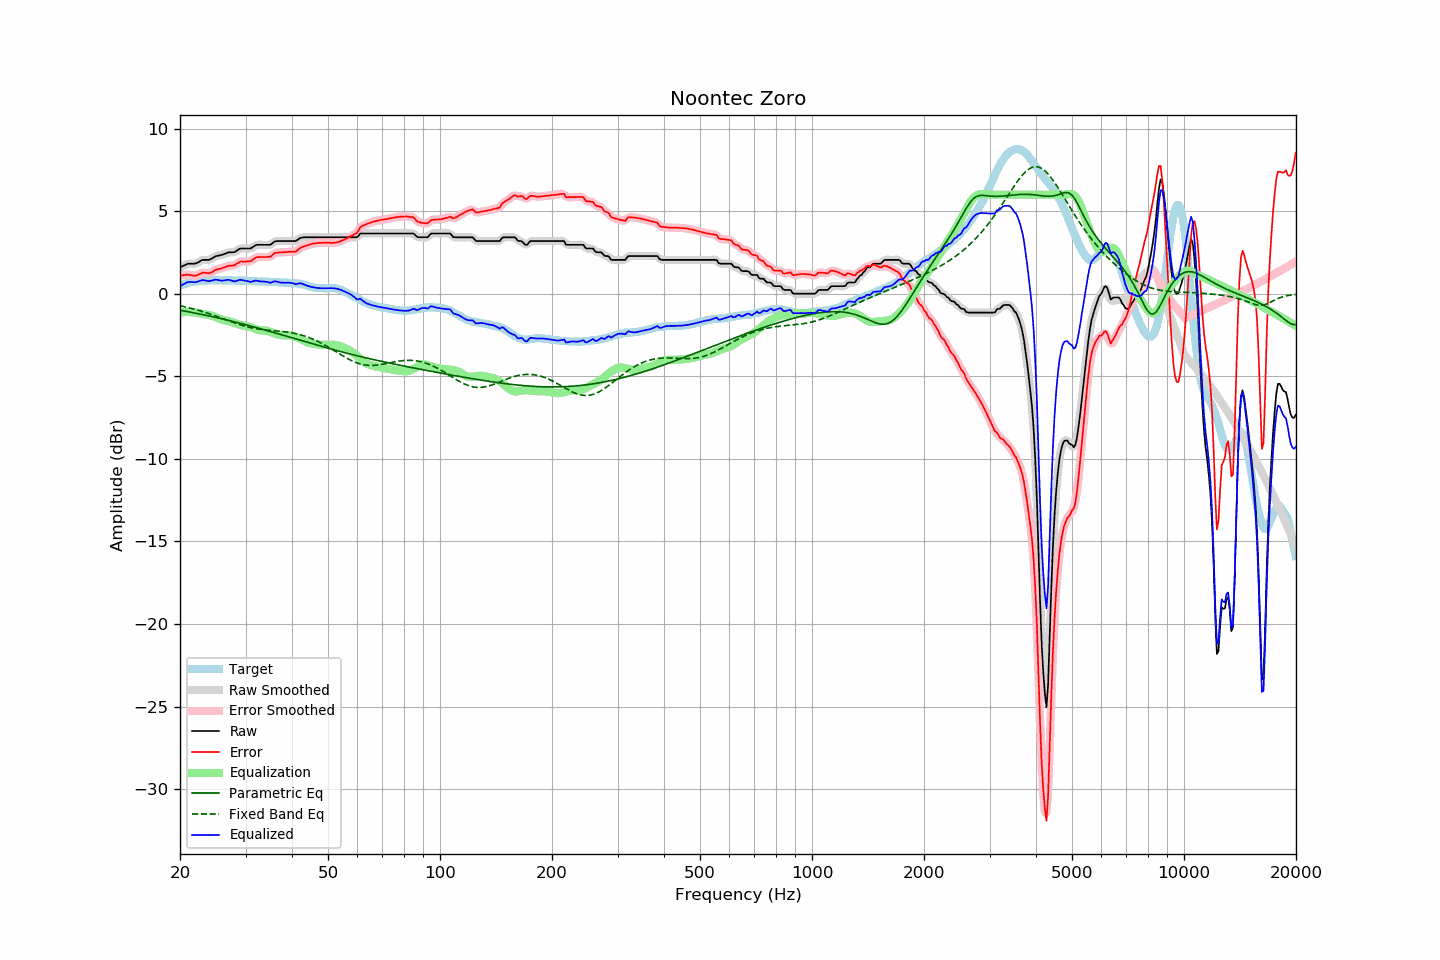 Noontec Zoro
Amplitude (dBr)
10
5
0
−5
−10
−15
−20
−25
−30
Target
Raw Smoothed
Error Smoothed
Raw
Error
Equalization
Parametric Eq
Fixed Band Eq
Equalized
20 50 100 200 500 1000 2000 5000 10000 20000
Frequency (Hz)